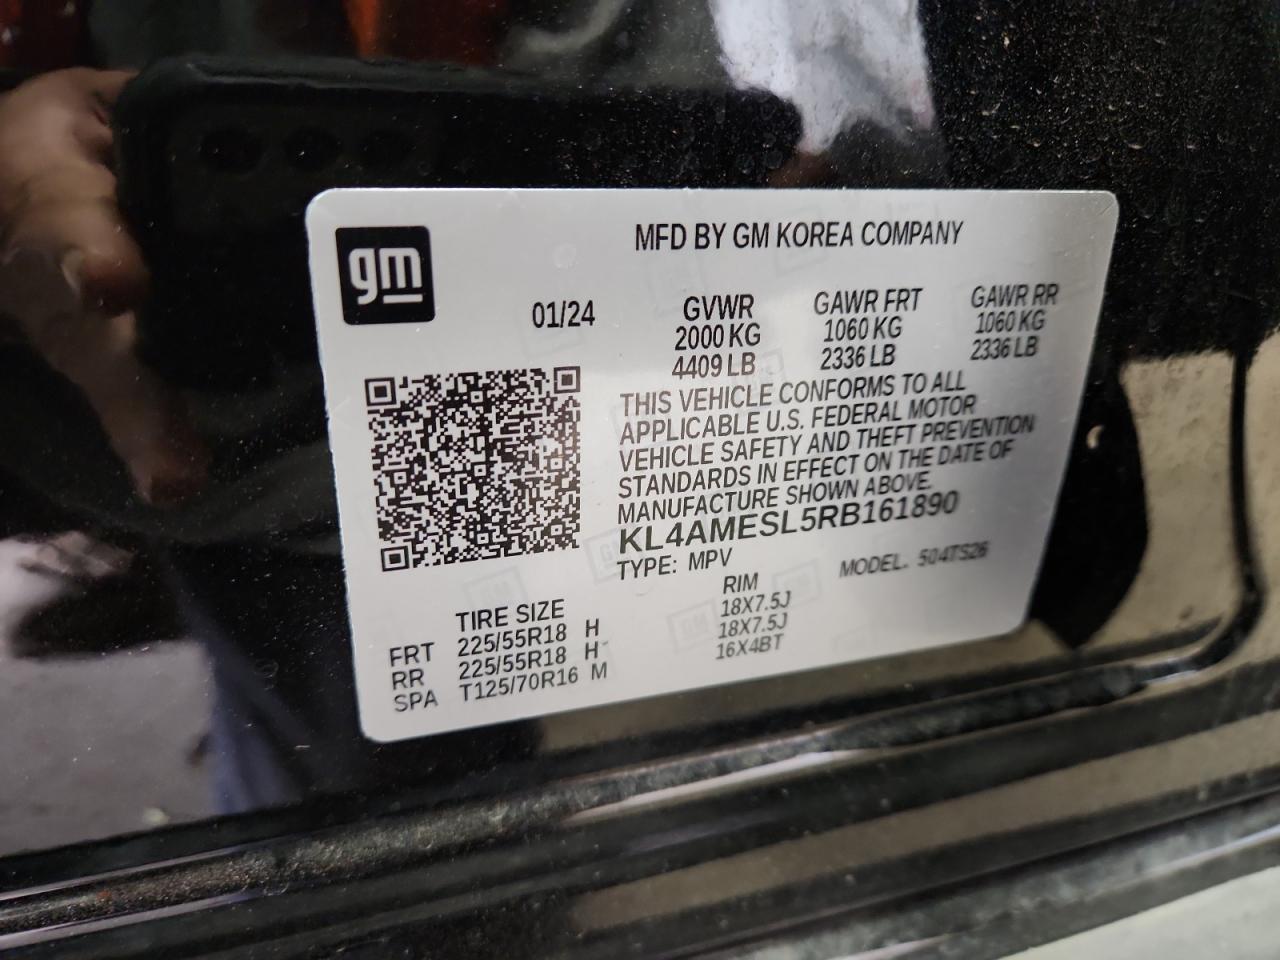 gm
MFD BY GM KOREA COMPANY
01/24
GVWR GAWR FRT GAWR RR
2000 KG 1060 KG 1060 KG
4409 LB 2336 LB 2336 LB
THIS VEHICLE CONFORMS TO ALL
APPLICABLE U.S. FEDERAL MOTOR
VEHICLE SAFETY AND THEFT PREVENTION
STANDARDS IN EFFECT ON THE DATE OF
MANUFACTURE SHOWN ABOVE.
KL4AMESL5RB161890
TYPE: MPV MODEL. 504TS26
TIRE SIZE RIM
FRT 225/55R18 H 18X7.5J
RR 225/55R18 H 18X7.5J
SPA T125/70R16 M 16X4BT